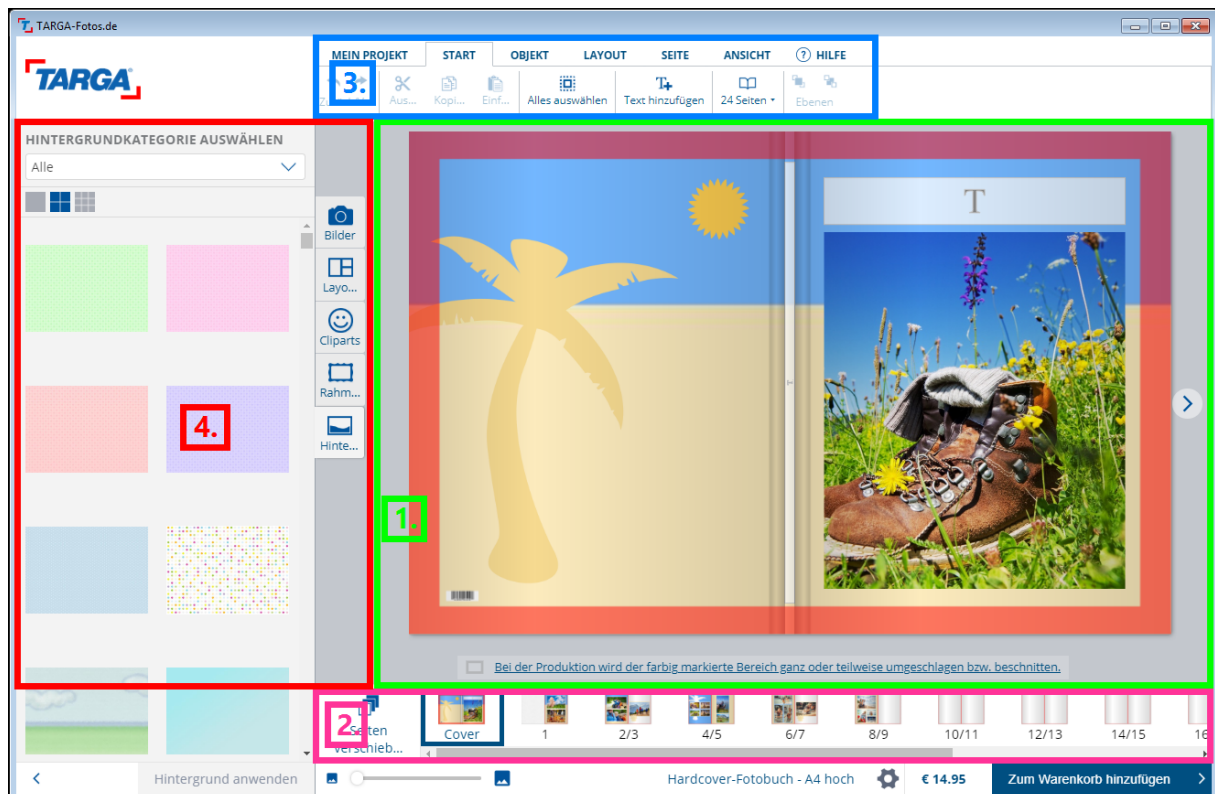 TARGA-Fotos.de
TARGA
MEIN PROJEKT START OBJEKT LAYOUT SEITE ANSICHT ? HILFE
3.
Aus... Kopi... Einf... Alles auswählen Text hinzufügen 24 Seiten Ebenen
HINTERGRUNDKATEGORIE AUSWÄHLEN
Alle
Bilder
Layo...
Cliparts
Rahm...
Hinte...
4.
T
1.
Bei der Produktion wird der farbig markierte Bereich ganz oder teilweise umgeschlagen bzw. beschnitten.
2.
Seiten
verschieb...
Cover 1 2/3 4/5 6/7 8/9 10/11 12/13 14/15 16
Hintergrund anwenden
Hardcover-Fotobuch - A4 hoch € 14.95 Zum Warenkorb hinzufügen